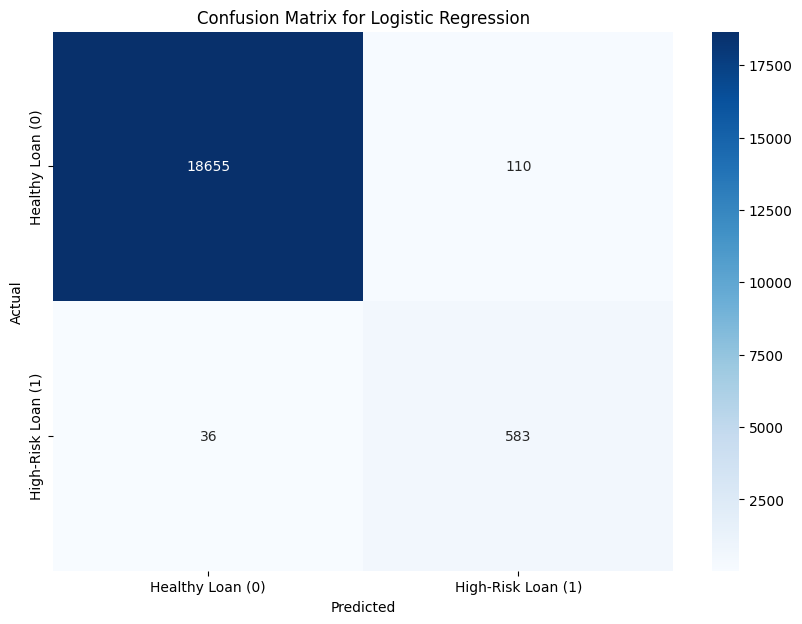 Confusion Matrix for Logistic Regression
Actual
Healthy Loan (0)
High-Risk Loan (1)
18655
110
36
583
Healthy Loan (0)
High-Risk Loan (1)
Predicted
17500
15000
12500
10000
7500
5000
2500